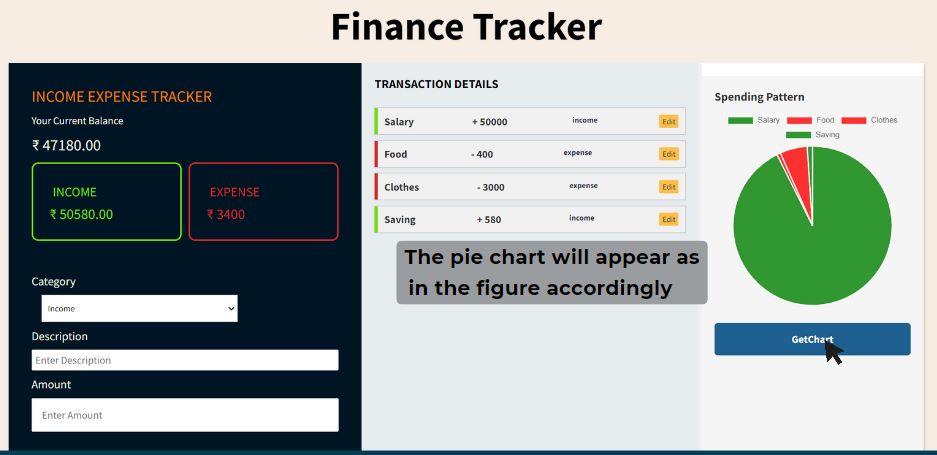 Finance Tracker
INCOME EXPENSE TRACKER
Your Current Balance
₹ 47180.00
INCOME
₹ 50580.00
EXPENSE
₹ 3400
Category
Income
Description
Enter Description
Amount
Enter Amount
TRANSACTION DETAILS
Salary + 50000 income Edit
Food - 400 expense Edit
Clothes - 3000 expense Edit
Saving + 580 income Edit
The pie chart will appear as
in the figure accordingly
Spending Pattern
Salary Food Clothes
Saving
GetChart